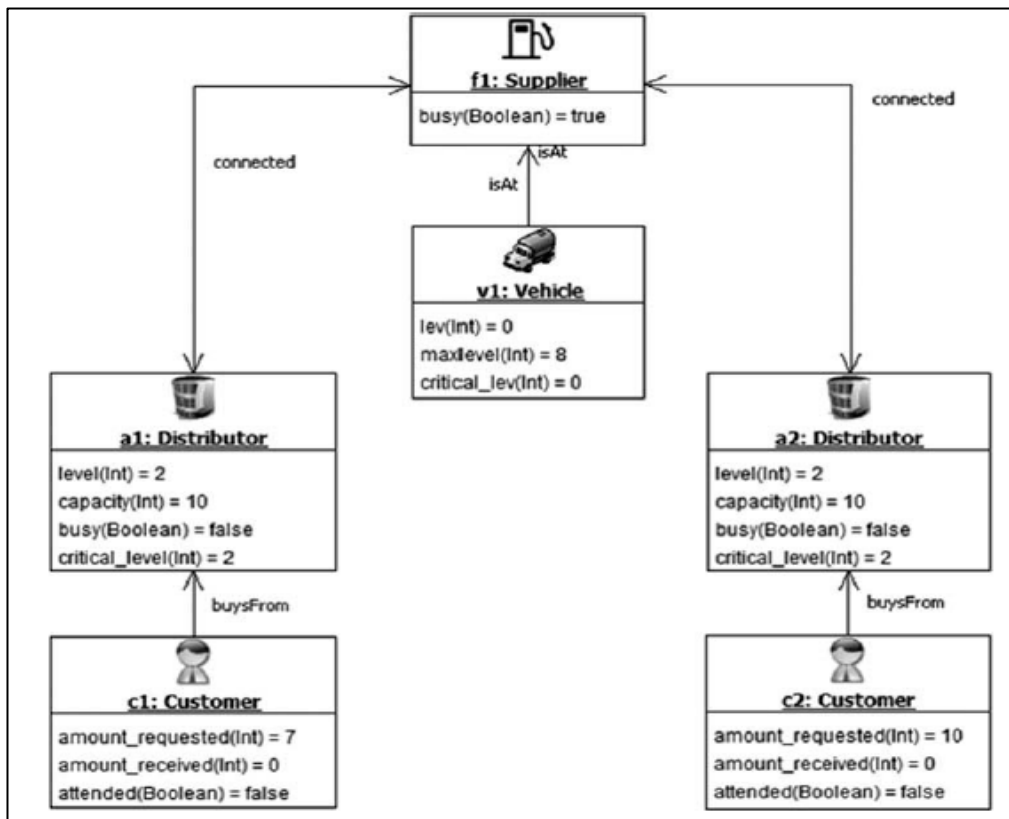 f1: Supplier
busy(Boolean) = true
connected
connected
isAt
isAt
v1: Vehicle
lev(Int) = 0
maxlevel(Int) = 8
critical_lev(Int) = 0
a1: Distributor
level(Int) = 2
capacity(Int) = 10
busy(Boolean) = false
critical_level(Int) = 2
a2: Distributor
level(Int) = 2
capacity(Int) = 10
busy(Boolean) = false
critical_level(Int) = 2
buysFrom
buysFrom
c1: Customer
amount_requested(Int) = 7
amount_received(Int) = 0
attended(Boolean) = false
c2: Customer
amount_requested(Int) = 10
amount_received(Int) = 0
attended(Boolean) = false